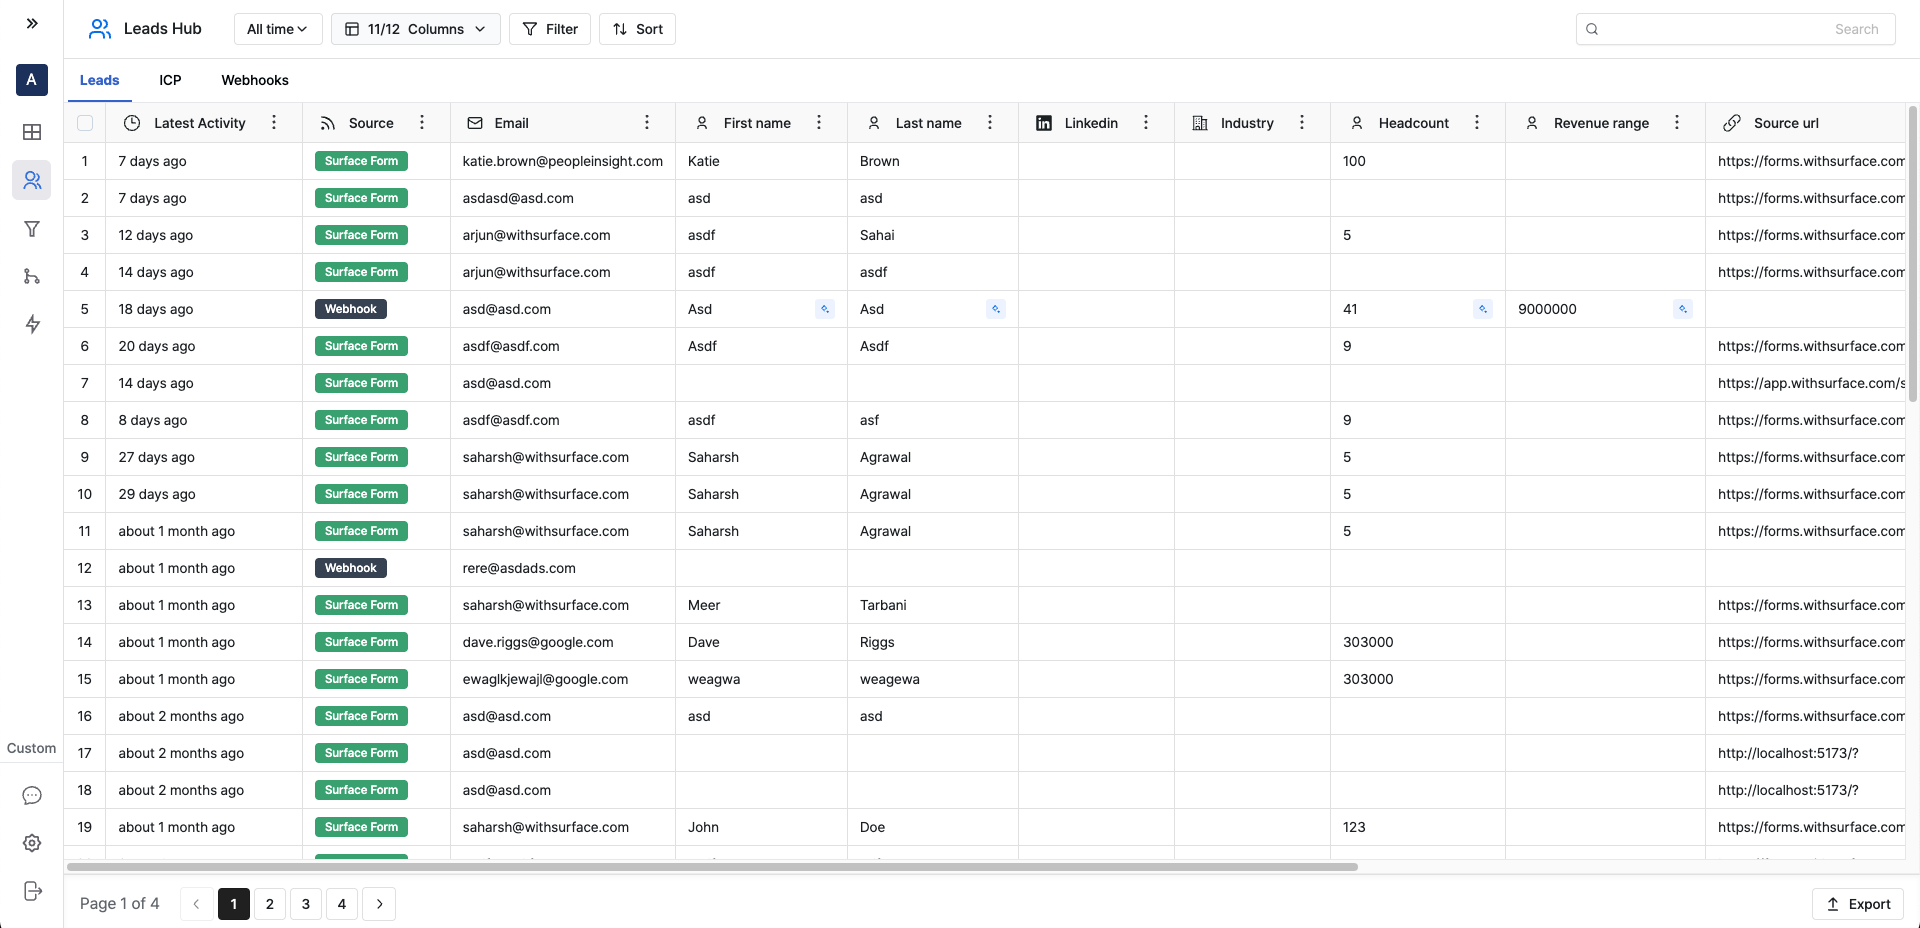 Leads Hub All time 11/12 Columns Filter Sort Search
A
Leads ICP Webhooks
Latest Activity Source Email First name Last name Linkedin Industry Headcount Revenue range Source url
1 7 days ago Surface Form katie.brown@peopleinsight.com Katie Brown 100 https://forms.withsurface.com
2 7 days ago Surface Form asdasd@asd.com asd asd https://forms.withsurface.com
3 12 days ago Surface Form arjun@withsurface.com asdf Sahai 5 https://forms.withsurface.com
4 14 days ago Surface Form arjun@withsurface.com asdf asdf https://forms.withsurface.com
5 18 days ago Webhook asd@asd.com Asd Asd 41 9000000
6 20 days ago Surface Form asdf@asdf.com Asdf Asdf 9 https://forms.withsurface.com
7 14 days ago Surface Form asd@asd.com https://app.withsurface.com/s
8 8 days ago Surface Form asdf@asdf.com asdf asf 9 https://forms.withsurface.com
9 27 days ago Surface Form saharsh@withsurface.com Saharsh Agrawal 5 https://forms.withsurface.com
10 29 days ago Surface Form saharsh@withsurface.com Saharsh Agrawal 5 https://forms.withsurface.com
11 about 1 month ago Surface Form saharsh@withsurface.com Saharsh Agrawal 5 https://forms.withsurface.com
12 about 1 month ago Webhook rere@asdads.com
13 about 1 month ago Surface Form saharsh@withsurface.com Meer Tarbani https://forms.withsurface.com
14 about 1 month ago Surface Form dave.riggs@google.com Dave Riggs 303000 https://forms.withsurface.com
15 about 1 month ago Surface Form ewaglkjewajl@google.com weagwa weagewa 303000 https://forms.withsurface.com
16 about 2 months ago Surface Form asd@asd.com asd asd https://forms.withsurface.com
17 about 2 months ago Surface Form asd@asd.com http://localhost:5173/?
Custom
18 about 2 months ago Surface Form asd@asd.com http://localhost:5173/?
19 about 1 month ago Surface Form saharsh@withsurface.com John Doe 123 https://forms.withsurface.com
Page 1 of 4 1 2 3 4 Export